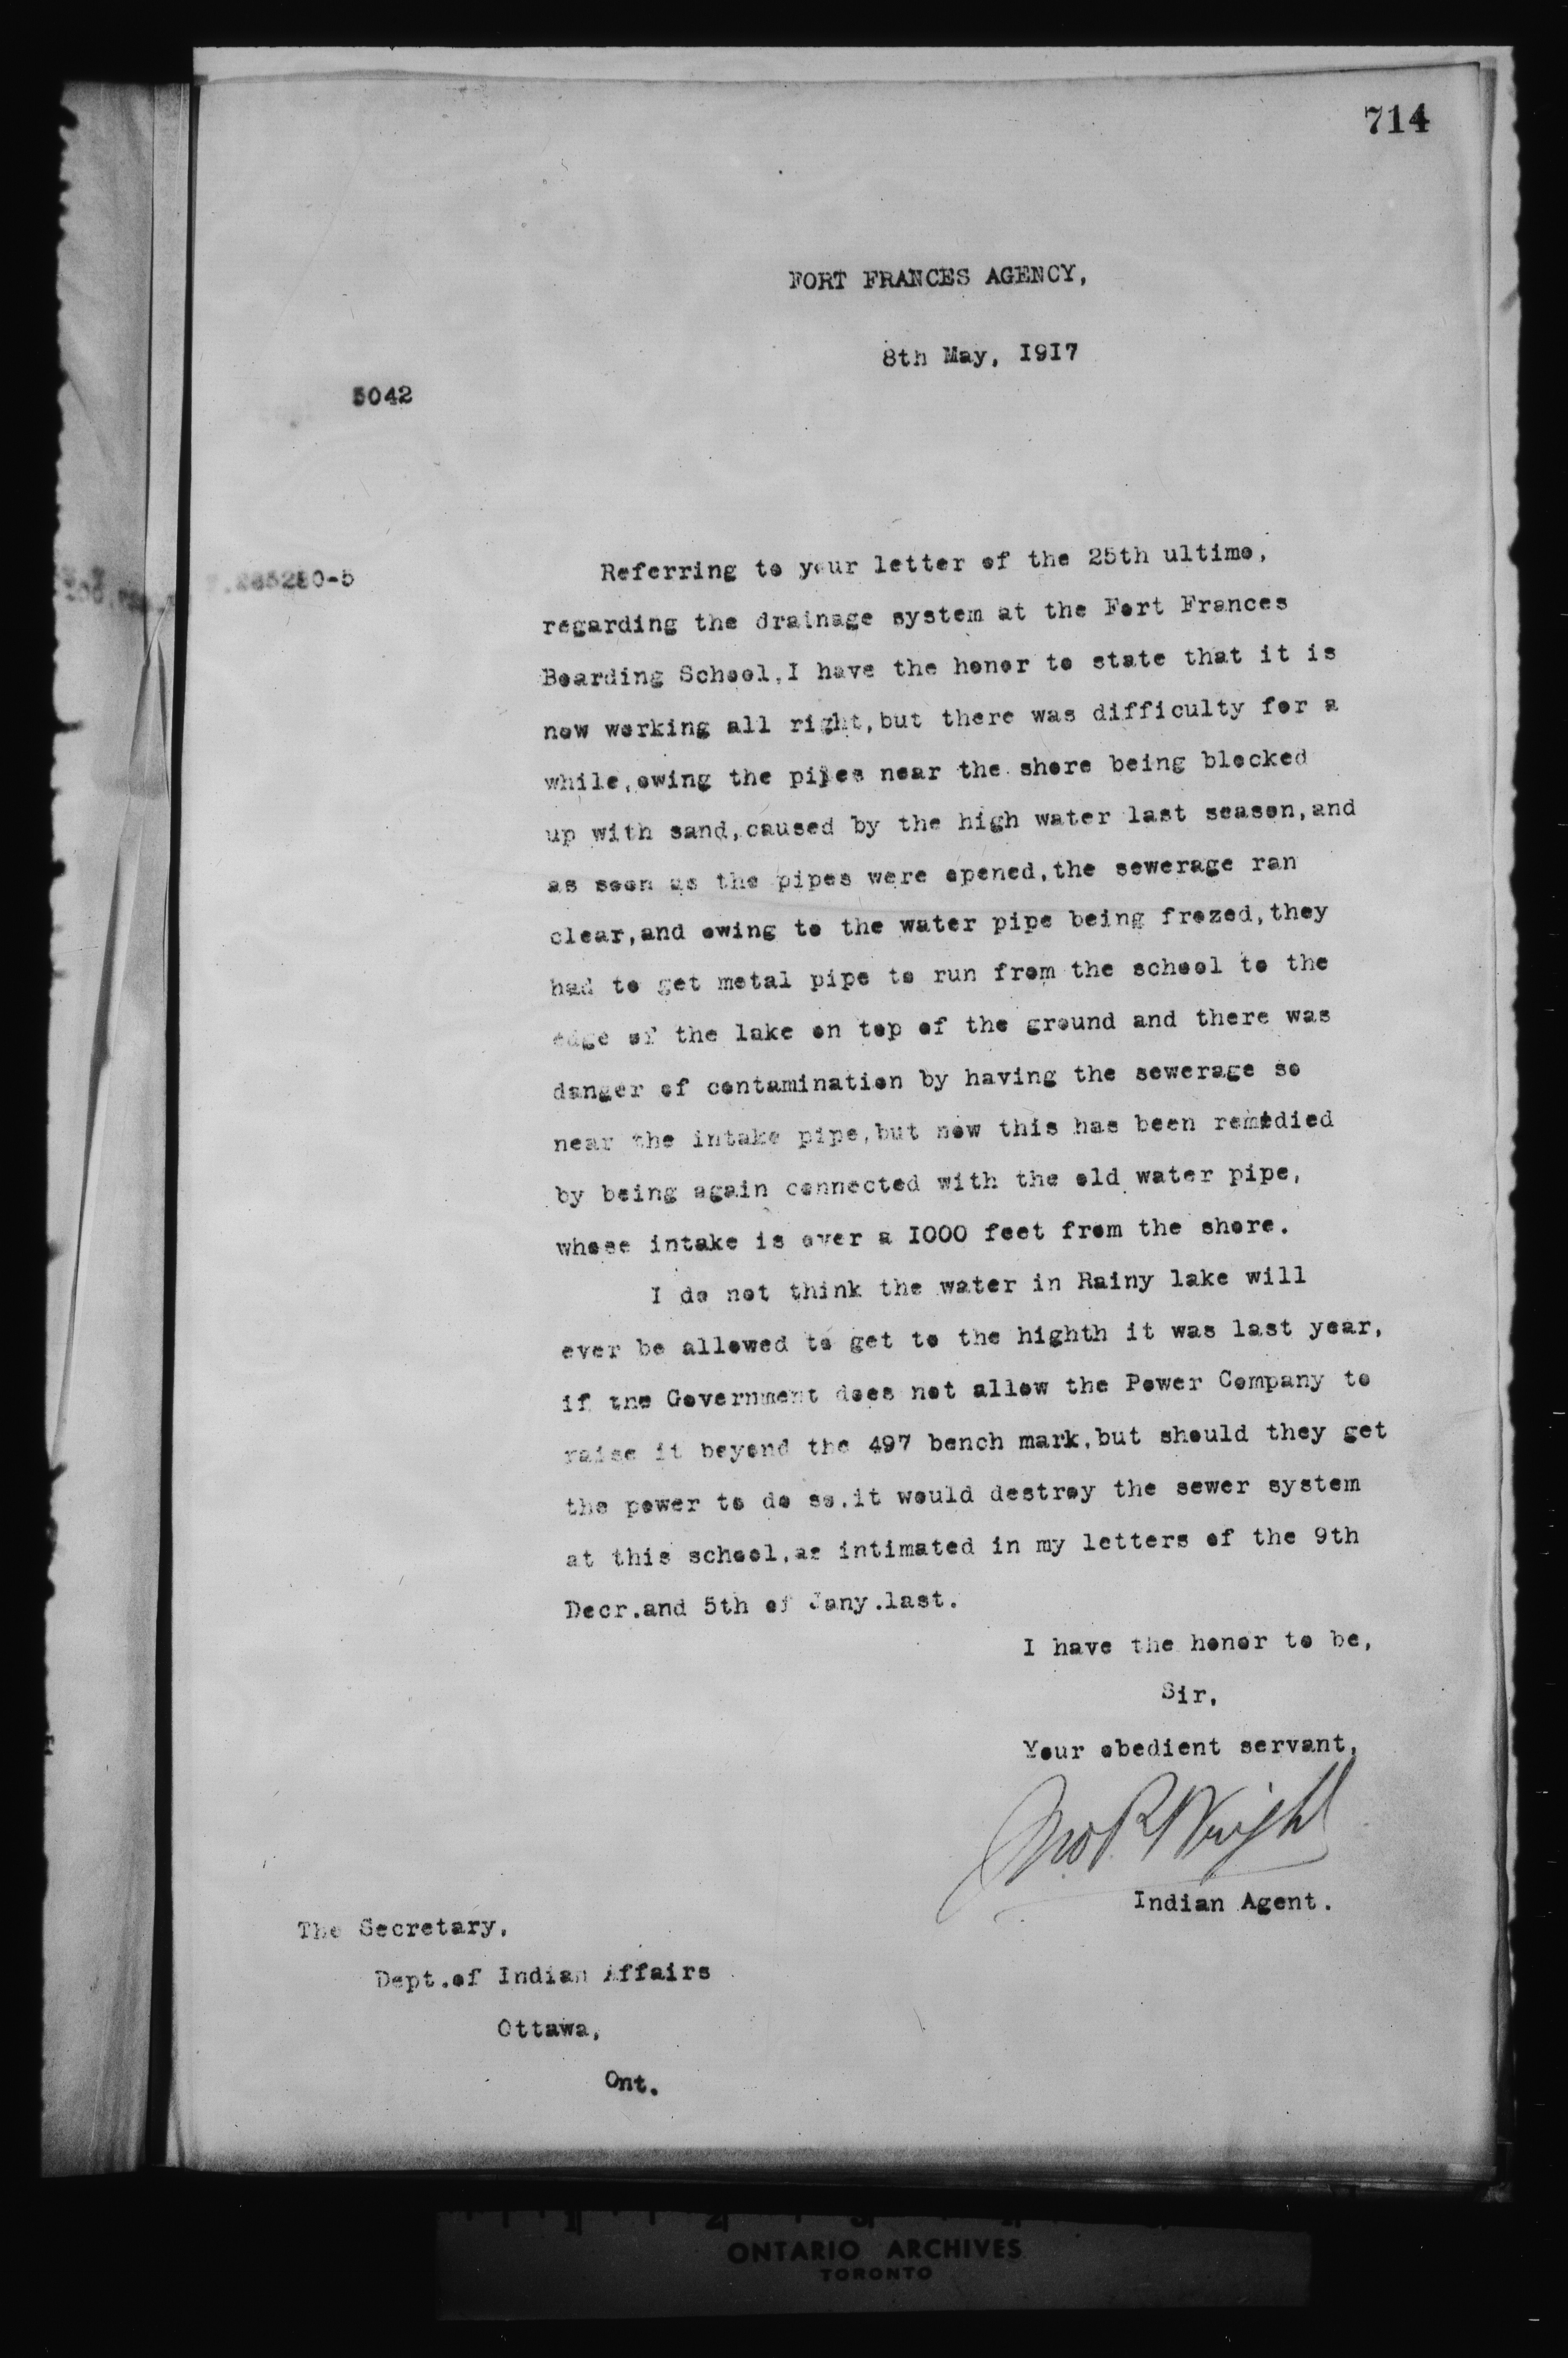 714
FORT FRANCES AGENCY,
8th May, 1917
5042
Referring to your letter of the 25th ultimo,
regarding the drainage system at the Fort Frances
Boarding School,I have the honor to state that it is
now working all right,but there was difficulty for a
while,owing the pipes near the shore being blocked
up with sand,caused by the high water last season,and
as soon as the pipes were opened,the sewerage ran
clear,and owing to the water pipe being frozed,they
had to get metal pipe to run from the school to the
edge of the lake on top of the ground and there was
danger of contamination by having the sewerage so
near the intake pipe,but now this has been remedied
by being again connected with the old water pipe,
whose intake is over a 1000 feet from the shore.
I do not think the water in Rainy lake will
ever be allowed to get to the highth it was last year,
if the Government does not allow the Power Company to
raise it beyond the 497 bench mark,but should they get
the power to do so,it would destroy the sewer system
at this school,as intimated in my letters of the 9th
Decr.and 5th of Jany.last.
I have the honor to be,
Sir,
Your obedient servant,
Jno P Wright
Indian Agent.
The Secretary,
Dept.of Indian Affairs
Ottawa,
Ont.
ONTARIO ARCHIVES
TORONTO